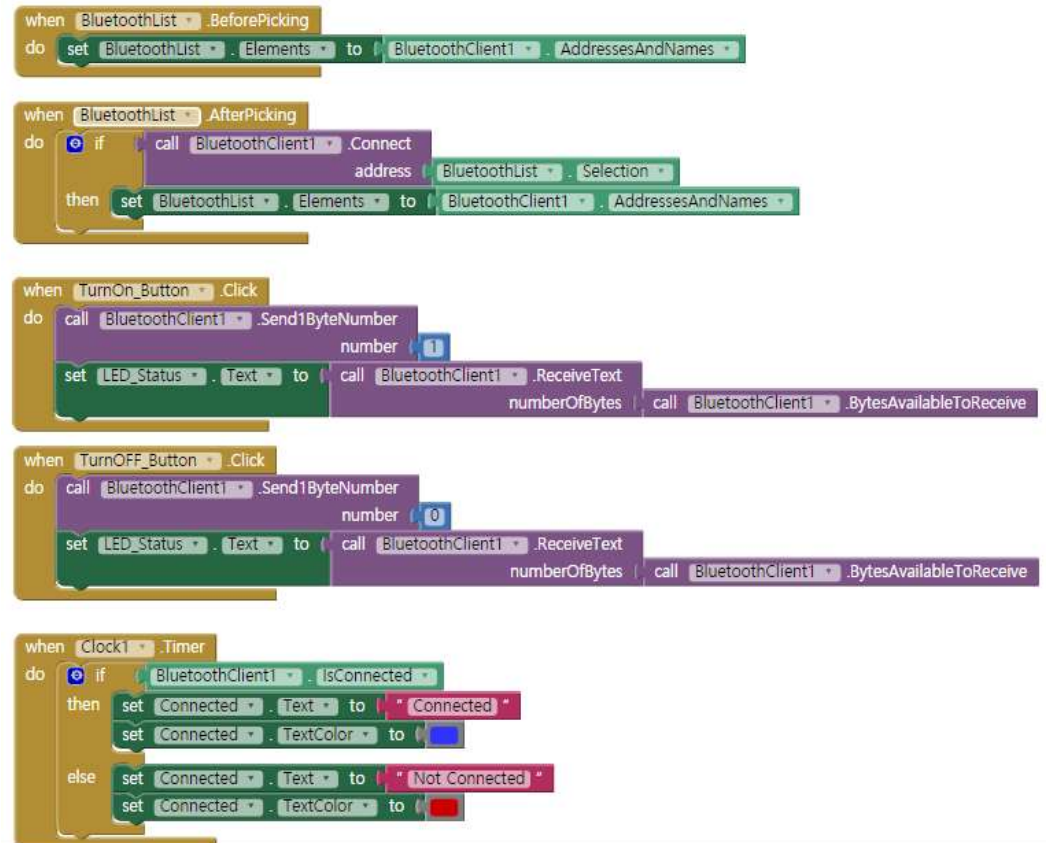 when BluetoothList .BeforePicking
do set BluetoothList . Elements to BluetoothClient1 . AddressesAndNames
when BluetoothList .AfterPicking
do if call BluetoothClient1 .Connect
address BluetoothList . Selection
then set BluetoothList . Elements to BluetoothClient1 . AddressesAndNames
when TurnOn_Button .Click
do call BluetoothClient1 .Send1ByteNumber
number 1
set LED_Status . Text to call BluetoothClient1 .ReceiveText
numberOfBytes call BluetoothClient1 .BytesAvailableToReceive
when TurnOFF_Button .Click
do call BluetoothClient1 .Send1ByteNumber
number 0
set LED_Status . Text to call BluetoothClient1 .ReceiveText
numberOfBytes call BluetoothClient1 .BytesAvailableToReceive
when Clock1 .Timer
do if BluetoothClient1 . IsConnected
then set Connected . Text to " Connected "
set Connected . TextColor to
else set Connected . Text to " Not Connected "
set Connected . TextColor to